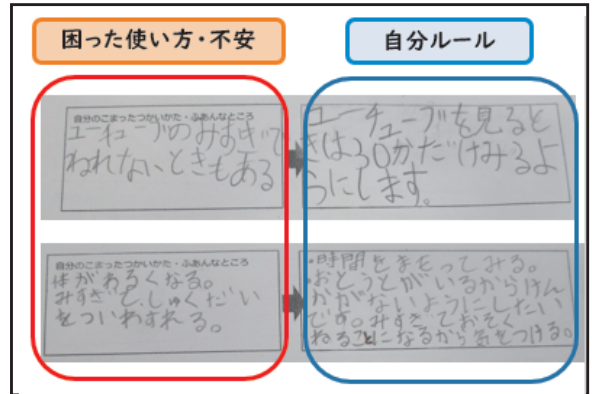 困った使い方・不安
自分ルール
自分のこまったつかいかた・ふあんなところ
ユーチューブのみすぎで
ねれないときもある
ユーチューブを見ると
きは30かだけみるよ
うにします。
自分のこまったつかいかた・ふあんなところ
体がわるくなる。
みすぎで、しゅくだい
をついわすれる。
・時間をまもってみる。
・おとうとがいるからけん
かがないようにしたい
です。みすぎておそく
ねることになるから気をつける。